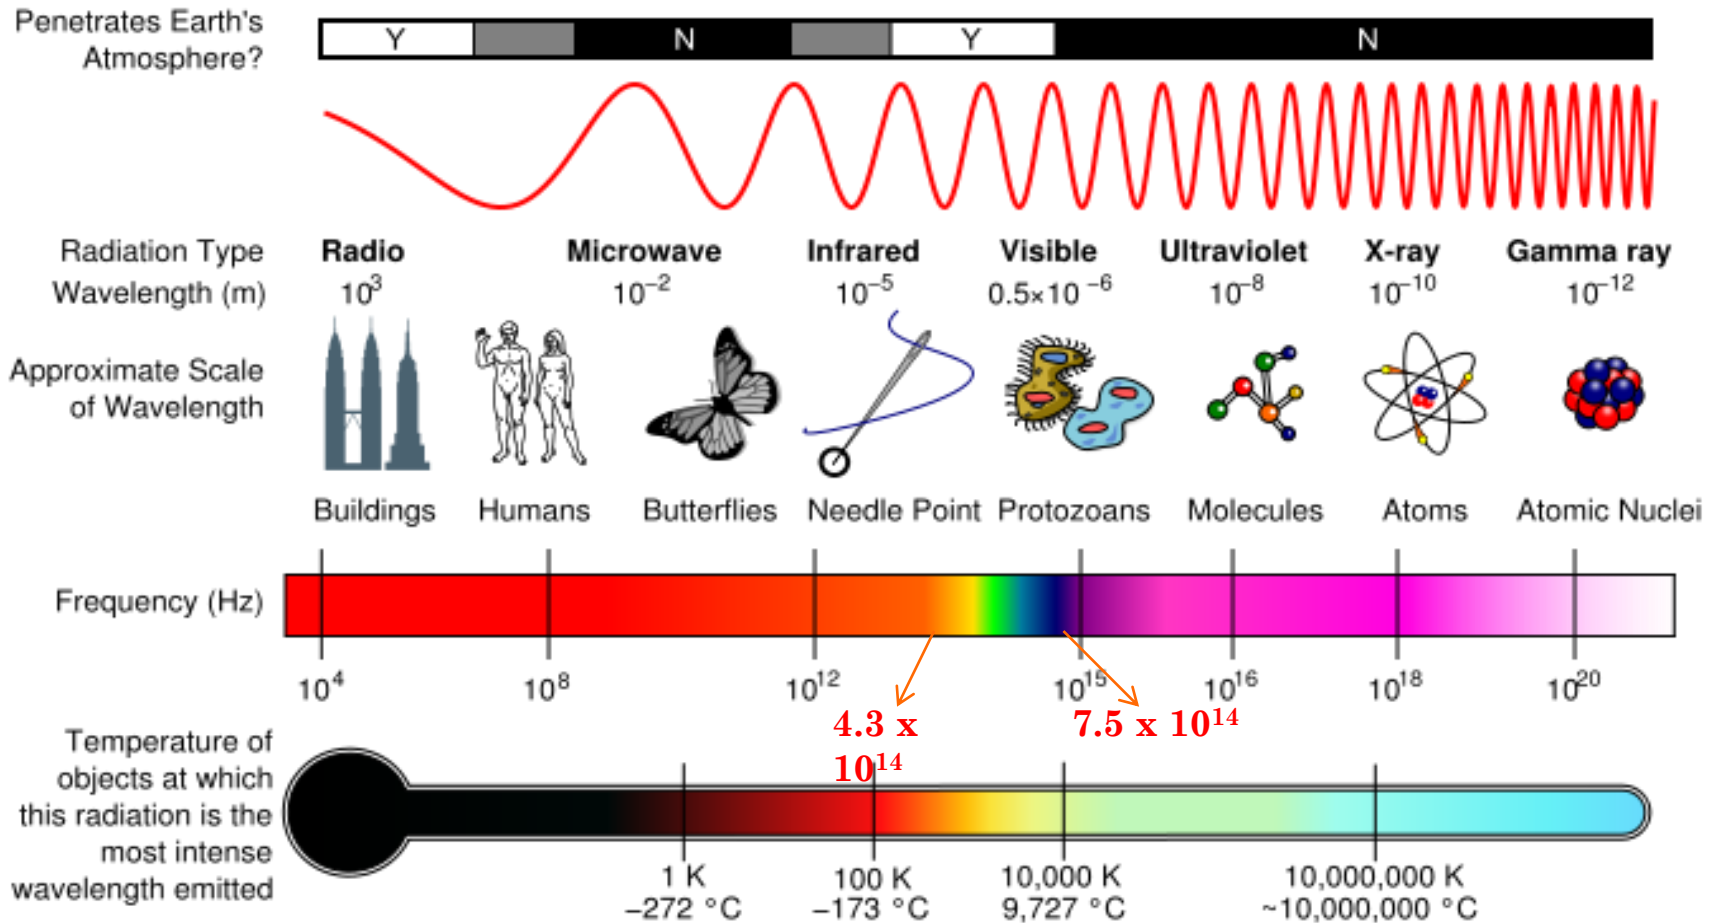 Penetrates Earth's
Atmosphere?
Y N Y N
Radiation Type
Radio Microwave Infrared Visible Ultraviolet X-ray Gamma ray
Wavelength (m)
10³ 10⁻² 10⁻⁵ 0.5×10⁻⁶ 10⁻⁸ 10⁻¹⁰ 10⁻¹²
Approximate Scale
of Wavelength
Buildings Humans Butterflies Needle Point Protozoans Molecules Atoms Atomic Nuclei
Frequency (Hz)
10⁴ 10⁸ 10¹² 10¹⁵ 10¹⁶ 10¹⁸ 10²⁰
4.3 x
10¹⁴
7.5 x 10¹⁴
Temperature of
objects at which
this radiation is the
most intense
wavelength emitted
1 K 100 K 10,000 K 10,000,000 K
−272 °C −173 °C 9,727 °C ~10,000,000 °C